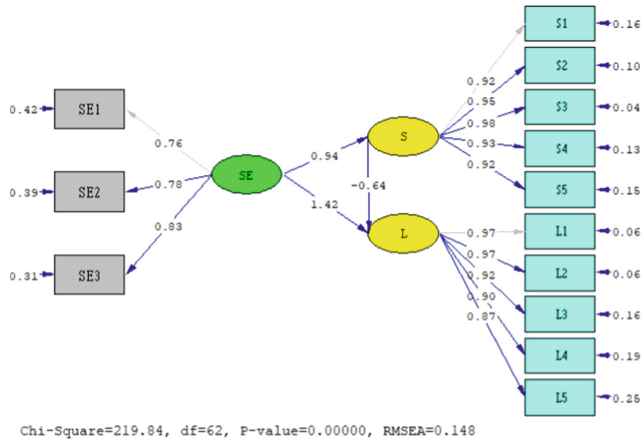 S1
0.16
S2
0.10
0.92
0.95
S3
0.04
0.98
0.42
SE1
S
0.93
S4
0.13
0.76
0.94
0.92
S5
0.15
SE
0.39
SE2
0.78
-0.64
1.42
L1
0.06
0.97
L
0.83
0.97
L2
0.06
0.92
SE3
0.31
0.90
L3
0.16
0.87
L4
0.19
L5
0.25
Chi-Square=219.84, df=62, P-value=0.00000, RMSEA=0.148